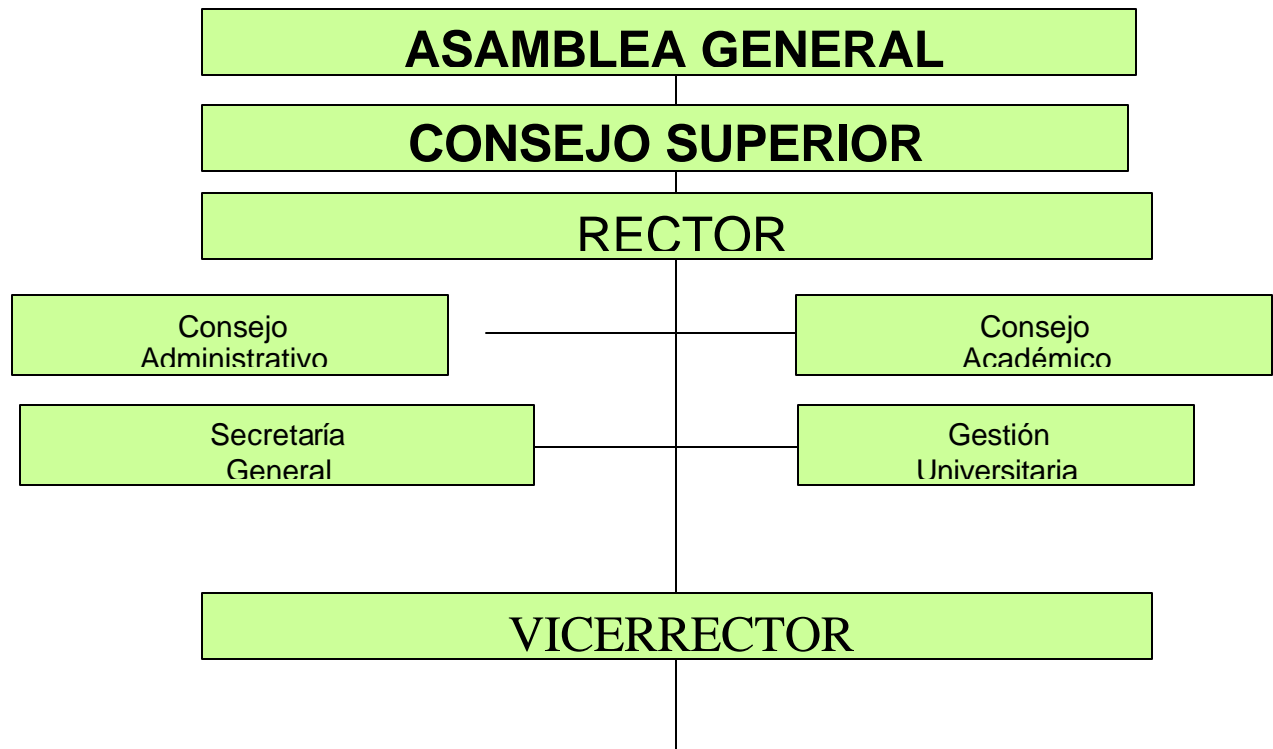 ASAMBLEA GENERAL
CONSEJO SUPERIOR
RECTOR
Consejo
Administrativo
Consejo
Académico
Secretaría
General
Gestión
Universitaria
VICERRECTOR